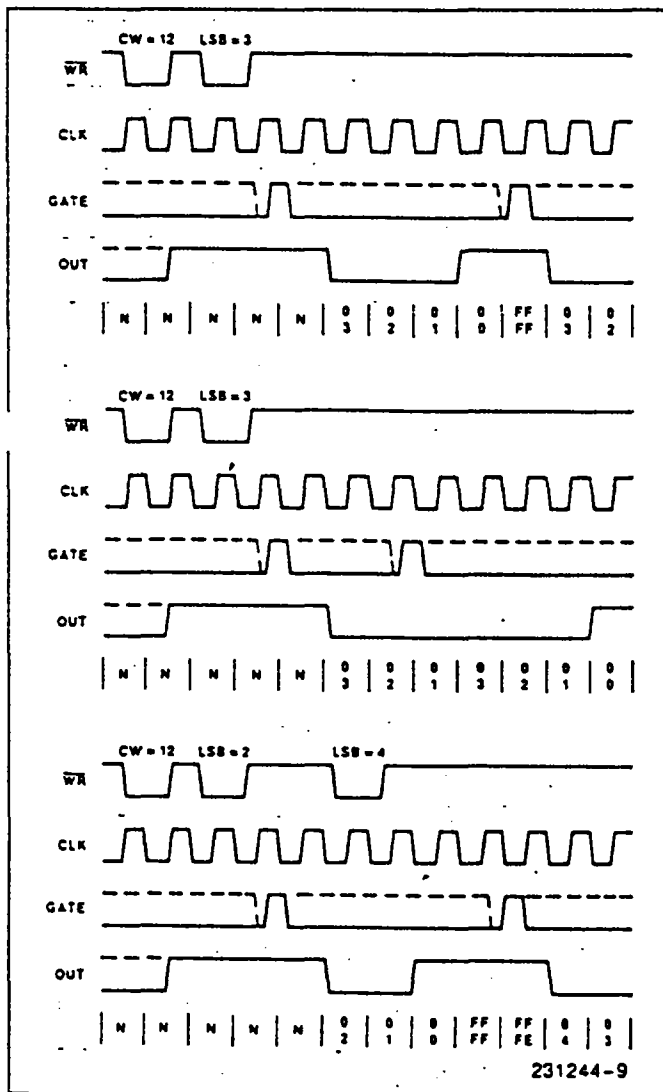 CW = 12 LSB = 3
WR
CLK
GATE
OUT
N N N N N 0 0 0 0 FF 0 0
3 2 1 0 FF 3 2
CW = 12 LSB = 3
WR
CLK
GATE
OUT
N N N N N 0 0 0 0 0 0 0
3 2 1 3 2 1 0
CW = 12 LSB = 2 LSB = 4
WR
CLK
GATE
OUT
N N N N N 0 0 0 FF FF 0 0
2 1 0 FF FE 4 3
231244-9